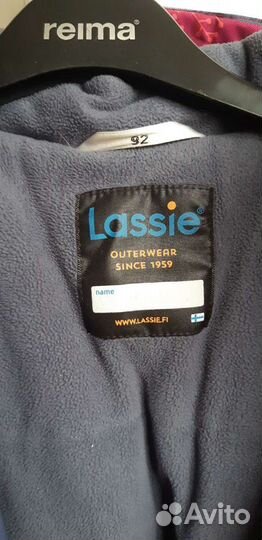 reima
92
Lassie®
OUTERWEAR
SINCE 1959
name
WWW.LASSIE.FI
Avito